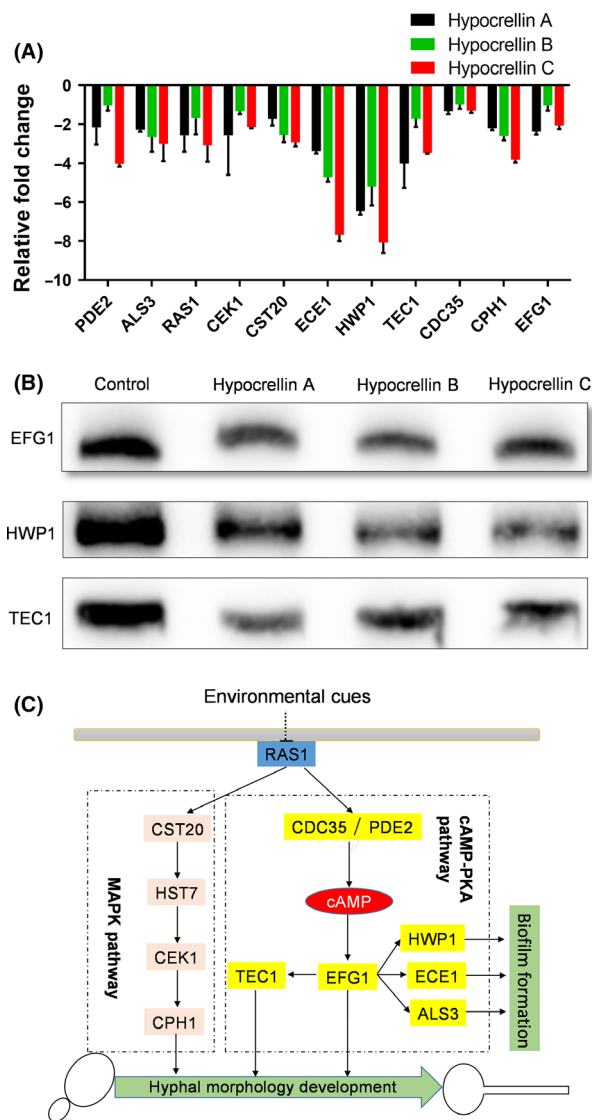 (A)
Hypocrellin A
Hypocrellin B
Hypocrellin C
Relative fold change
0
−2
−4
−6
−8
−10
PDE2
ALS3
RAS1
CEK1
CST20
ECE1
HWP1
TEC1
CDC35
CPH1
EFG1
(B)
Control Hypocrellin A Hypocrellin B Hypocrellin C
EFG1
HWP1
TEC1
(C)
Environmental cues
RAS1
MAPK pathway
CST20
HST7
CEK1
CPH1
cAMP-PKA
pathway
CDC35 / PDE2
cAMP
TEC1 EFG1
HWP1
ECE1
ALS3
Biofilm formation
Hyphal morphology development